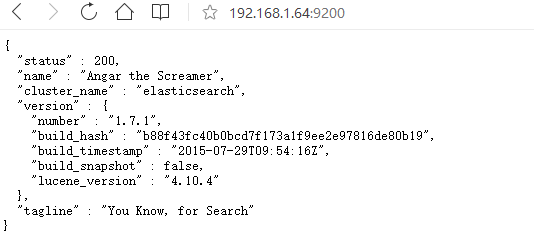 192.168.1.64:9200
{
  "status" : 200,
  "name" : "Angar the Screamer",
  "cluster_name" : "elasticsearch",
  "version" : {
    "number" : "1.7.1",
    "build_hash" : "b88f43fc40b0bcd7f173a1f9ee2e97816de80b19",
    "build_timestamp" : "2015-07-29T09:54:16Z",
    "build_snapshot" : false,
    "lucene_version" : "4.10.4"
  },
  "tagline" : "You Know, for Search"
}